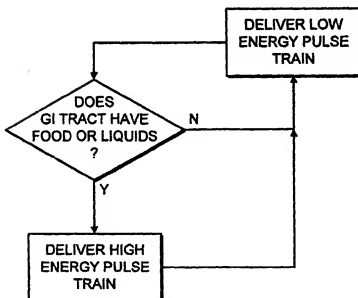 DELIVER LOW
ENERGY PULSE
TRAIN
DOES
GI TRACT HAVE
FOOD OR LIQUIDS
?
N
Y
DELIVER HIGH
ENERGY PULSE
TRAIN